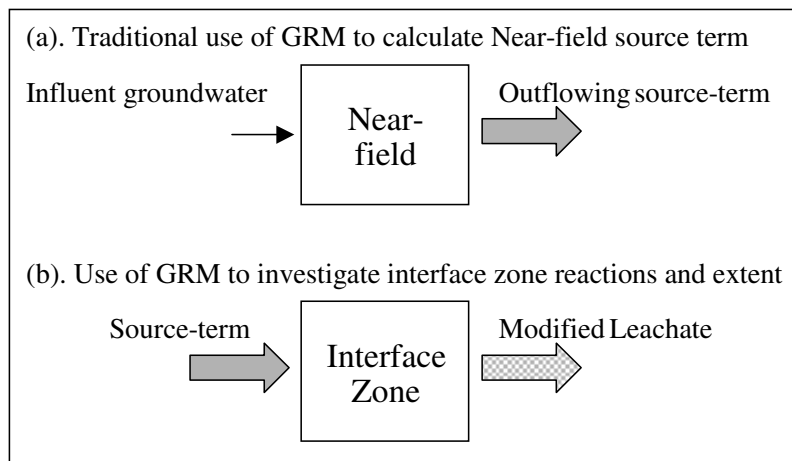 (a). Traditional use of GRM to calculate Near-field source term
Influent groundwater
Near-
field
Outflowing source-term
(b). Use of GRM to investigate interface zone reactions and extent
Source-term
Interface
Zone
Modified Leachate